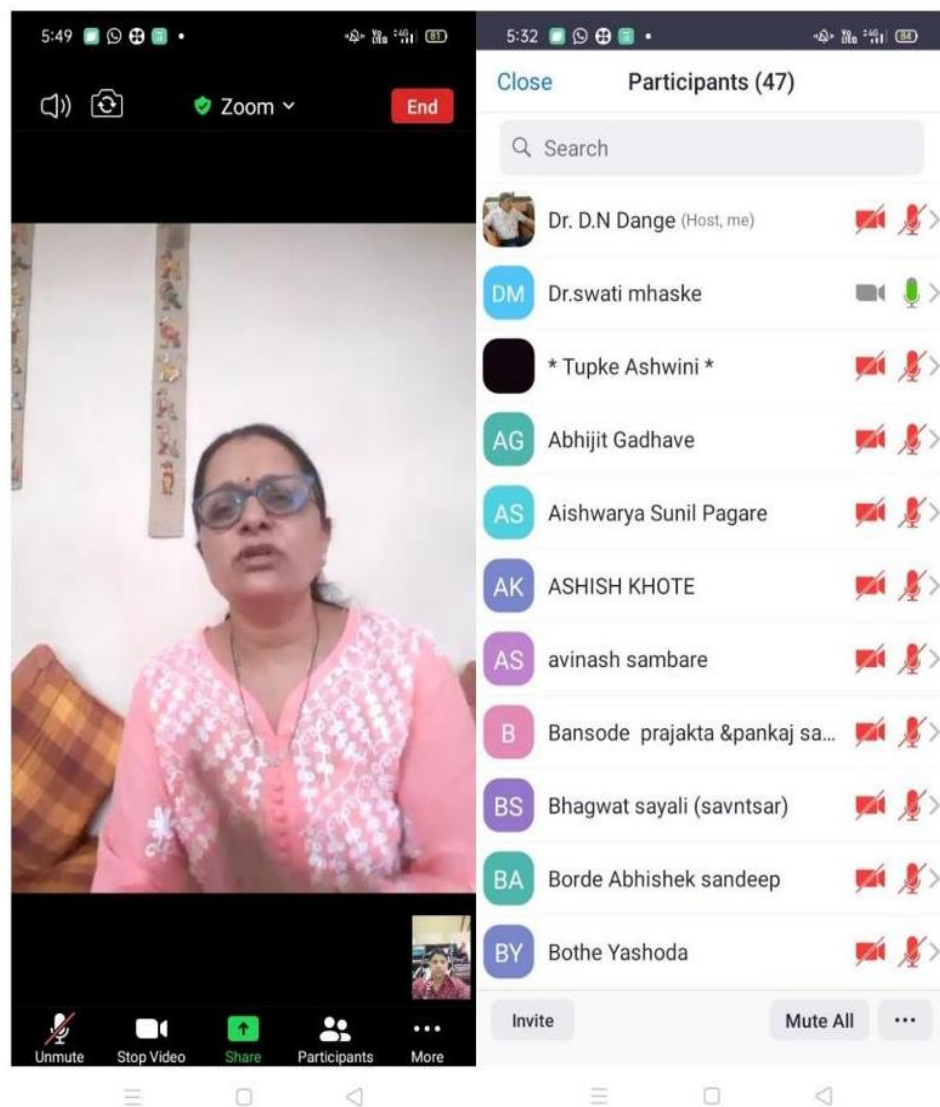 5:49
81
Zoom
End
Unmute
Stop Video
Share
Participants
More
5:32
84
Close
Participants (47)
Search
Dr. D.N Dange (Host, me)
DM Dr.swati mhaske
* Tupke Ashwini *
AG Abhijit Gadhave
AS Aishwarya Sunil Pagare
AK ASHISH KHOTE
AS avinash sambare
B Bansode prajakta &pankaj sa...
BS Bhagwat sayali (savntsar)
BA Borde Abhishek sandeep
BY Bothe Yashoda
Invite
Mute All